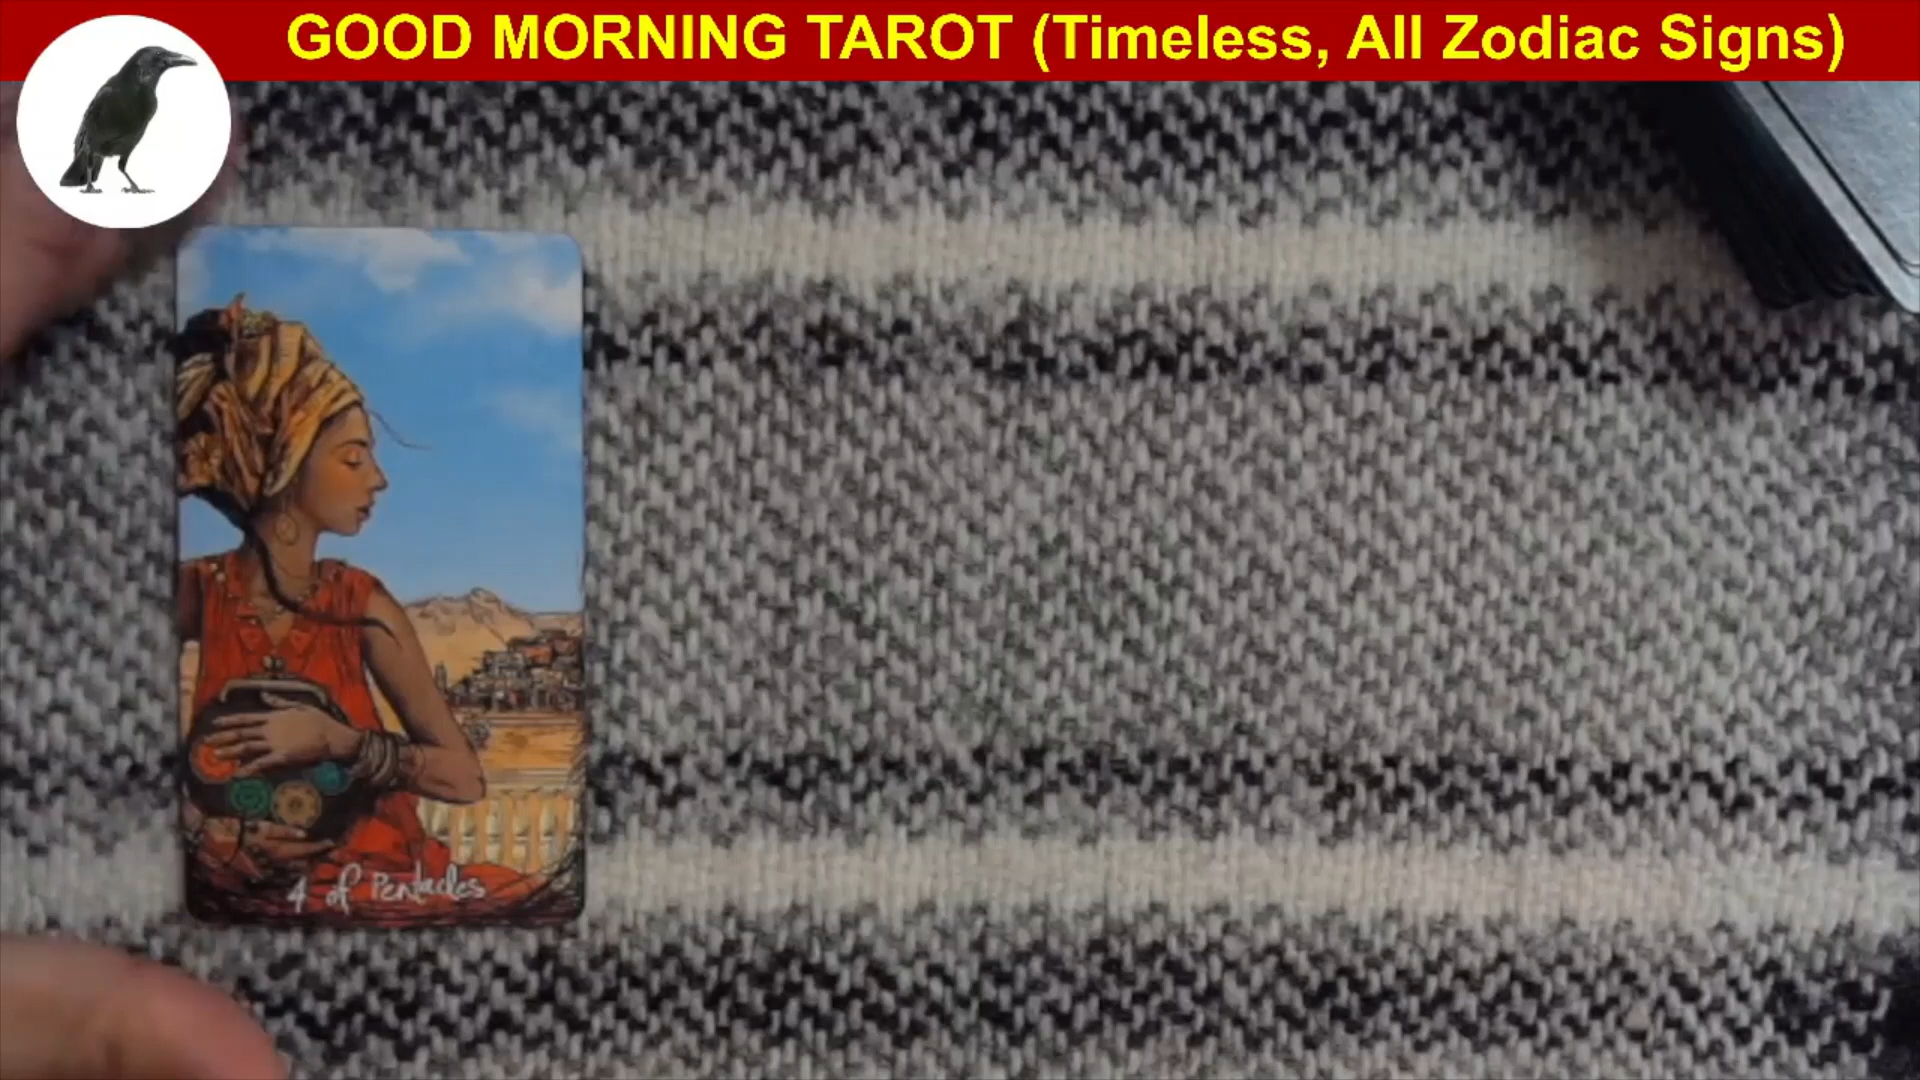 GOOD MORNING TAROT (Timeless, All Zodiac Signs)
4 of Pentacles